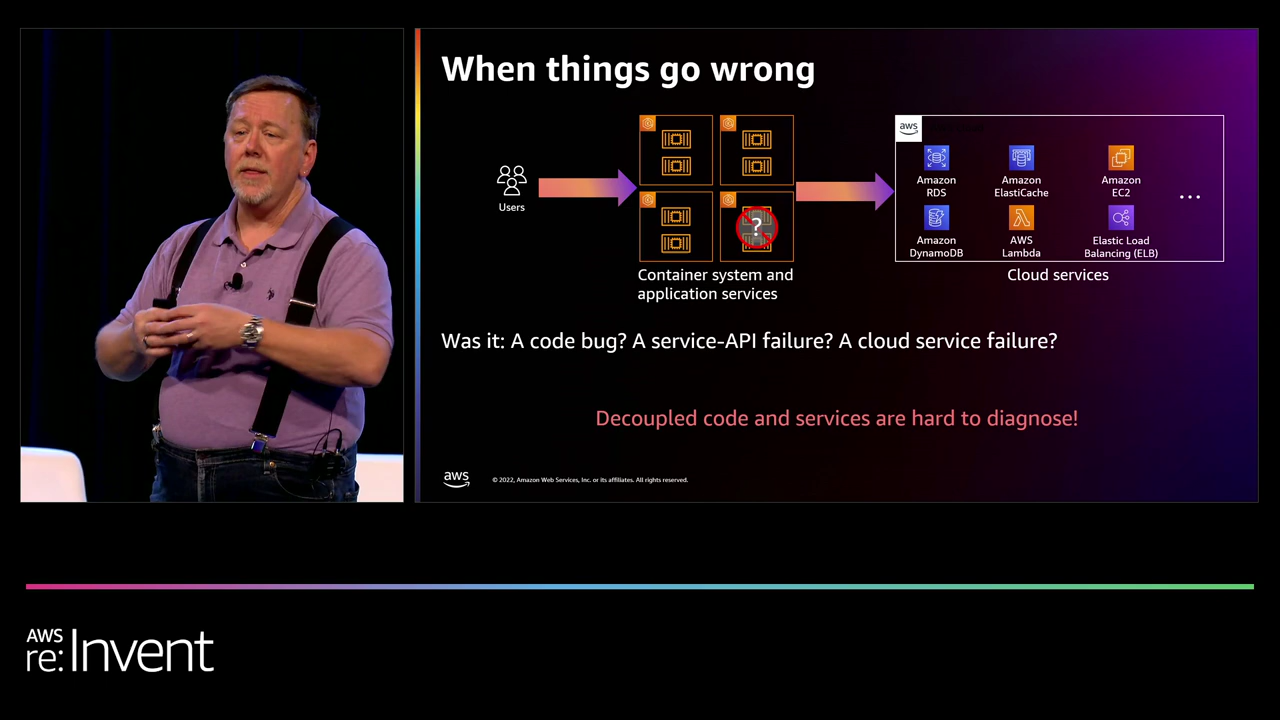 When things go wrong
Users
Container system and
application services
aws
Amazon
RDS
Amazon
ElastiCache
Amazon
EC2
...
Amazon
DynamoDB
AWS
Lambda
Elastic Load
Balancing (ELB)
Cloud services
?
Was it: A code bug? A service-API failure? A cloud service failure?
Decoupled code and services are hard to diagnose!
aws
© 2022, Amazon Web Services, Inc. or its affiliates. All rights reserved.
AWS
re:Invent